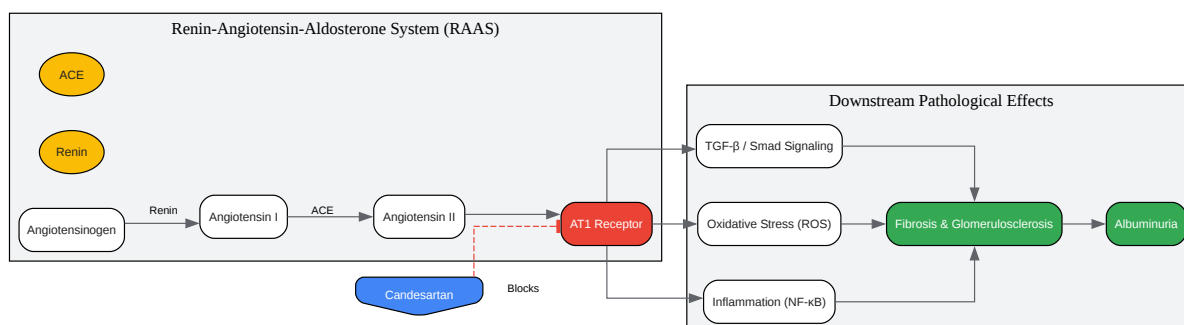 Renin-Angiotensin-Aldosterone System (RAAS)
ACE
Renin
Angiotensinogen
Renin
Angiotensin I
ACE
Angiotensin II
AT1 Receptor
Candesartan
Blocks
Downstream Pathological Effects
TGF-β / Smad Signaling
Oxidative Stress (ROS)
Inflammation (NF-κB)
Fibrosis & Glomerulosclerosis
Albuminuria